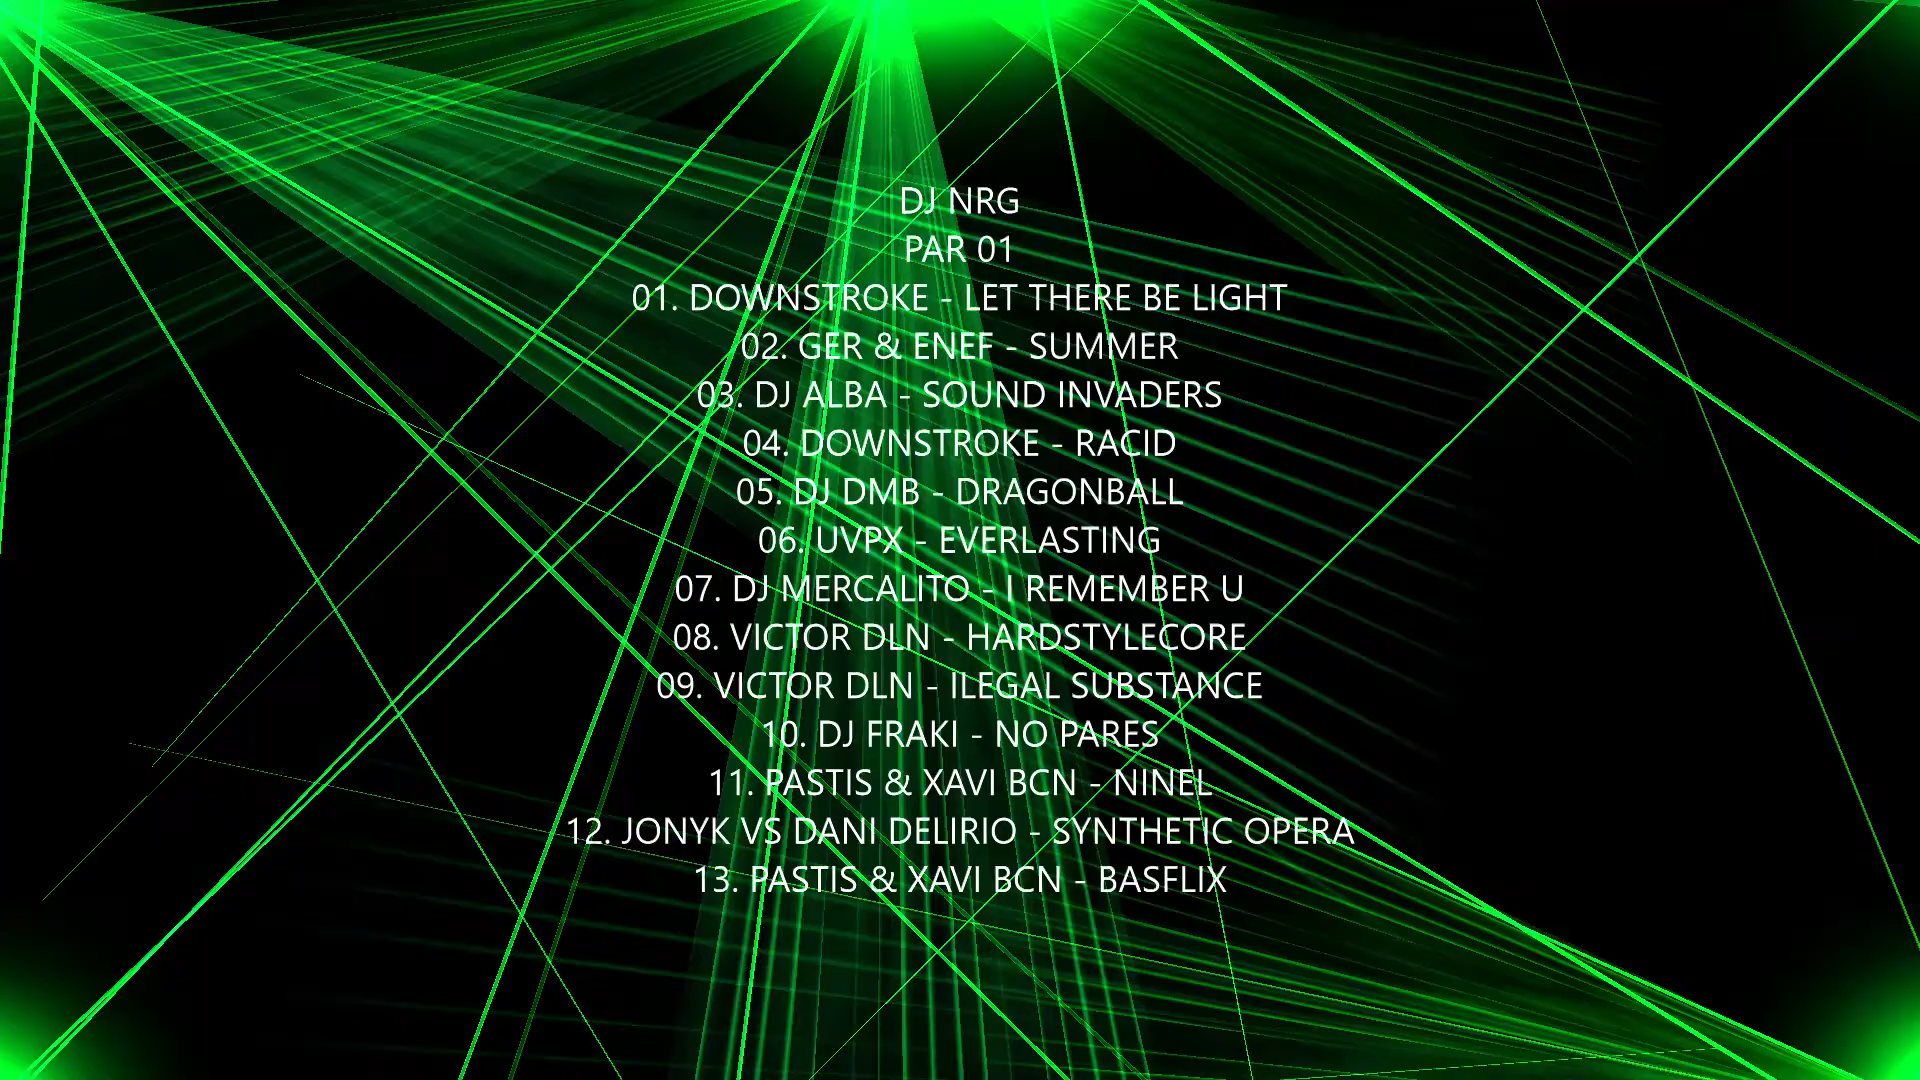 DJ NRG
PAR 01
01. DOWNSTROKE - LET THERE BE LIGHT
02. GER & ENEF - SUMMER
03. DJ ALBA - SOUND INVADERS
04. DOWNSTROKE - RACID
05. DJ DMB - DRAGONBALL
06. UVPX - EVERLASTING
07. DJ MERCALITO - I REMEMBER U
08. VICTOR DLN - HARDSTYLECORE
09. VICTOR DLN - ILEGAL SUBSTANCE
10. DJ FRAKI - NO PARES
11. PASTIS & XAVI BCN - NINEL
12. JONYK VS DANI DELIRIO - SYNTHETIC OPERA
13. PASTIS & XAVI BCN - BASFLIX